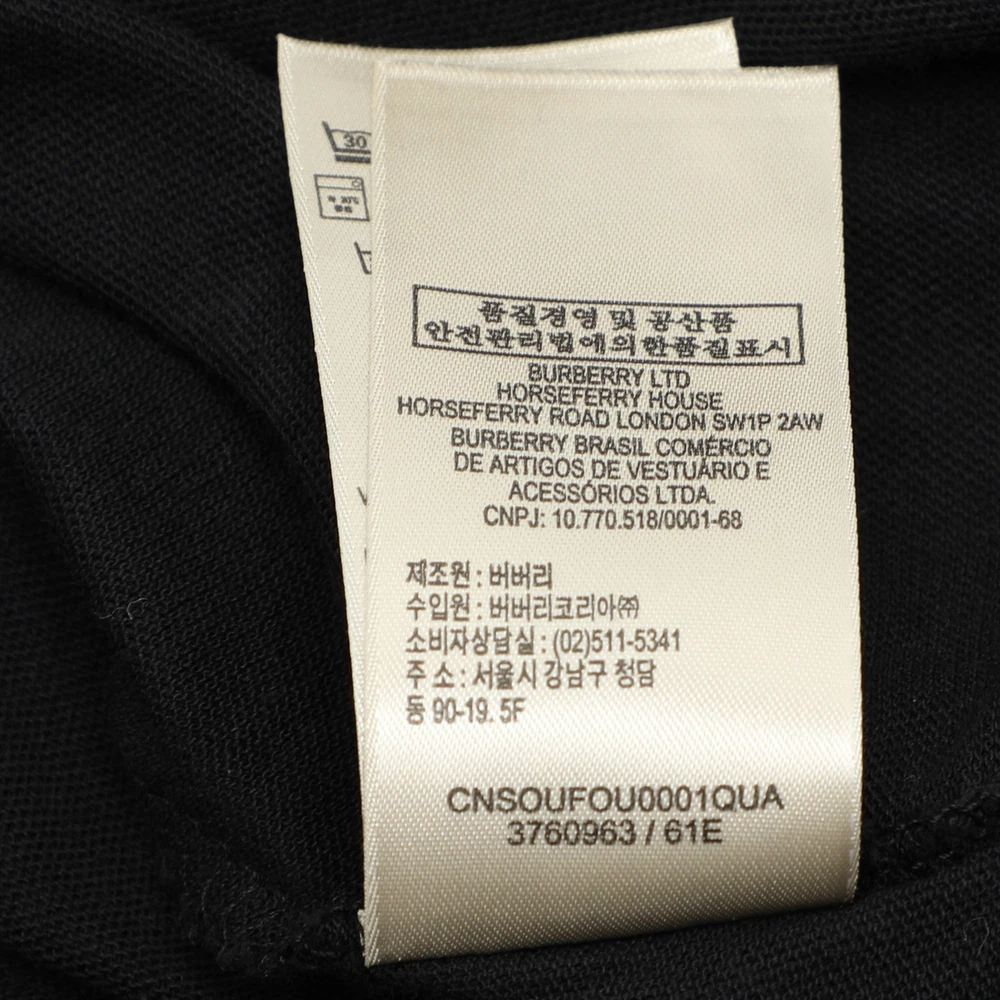 30
품질경영 및 공산품
안전관리법에의한품질표시
BURBERRY LTD
HORSEFERRY HOUSE
HORSEFERRY ROAD LONDON SW1P 2AW
BURBERRY BRASIL COMÉRCIO
DE ARTIGOS DE VESTUÁRIO E
ACESSÓRIOS LTDA.
CNPJ: 10.770.518/0001-68
제조원 : 버버리
수입원 : 버버리코리아㈜
소비자상담실 : (02)511-5341
주 소 : 서울시 강남구 청담
동 90-19. 5F
CNSOUFOU0001QUA
3760963 / 61E